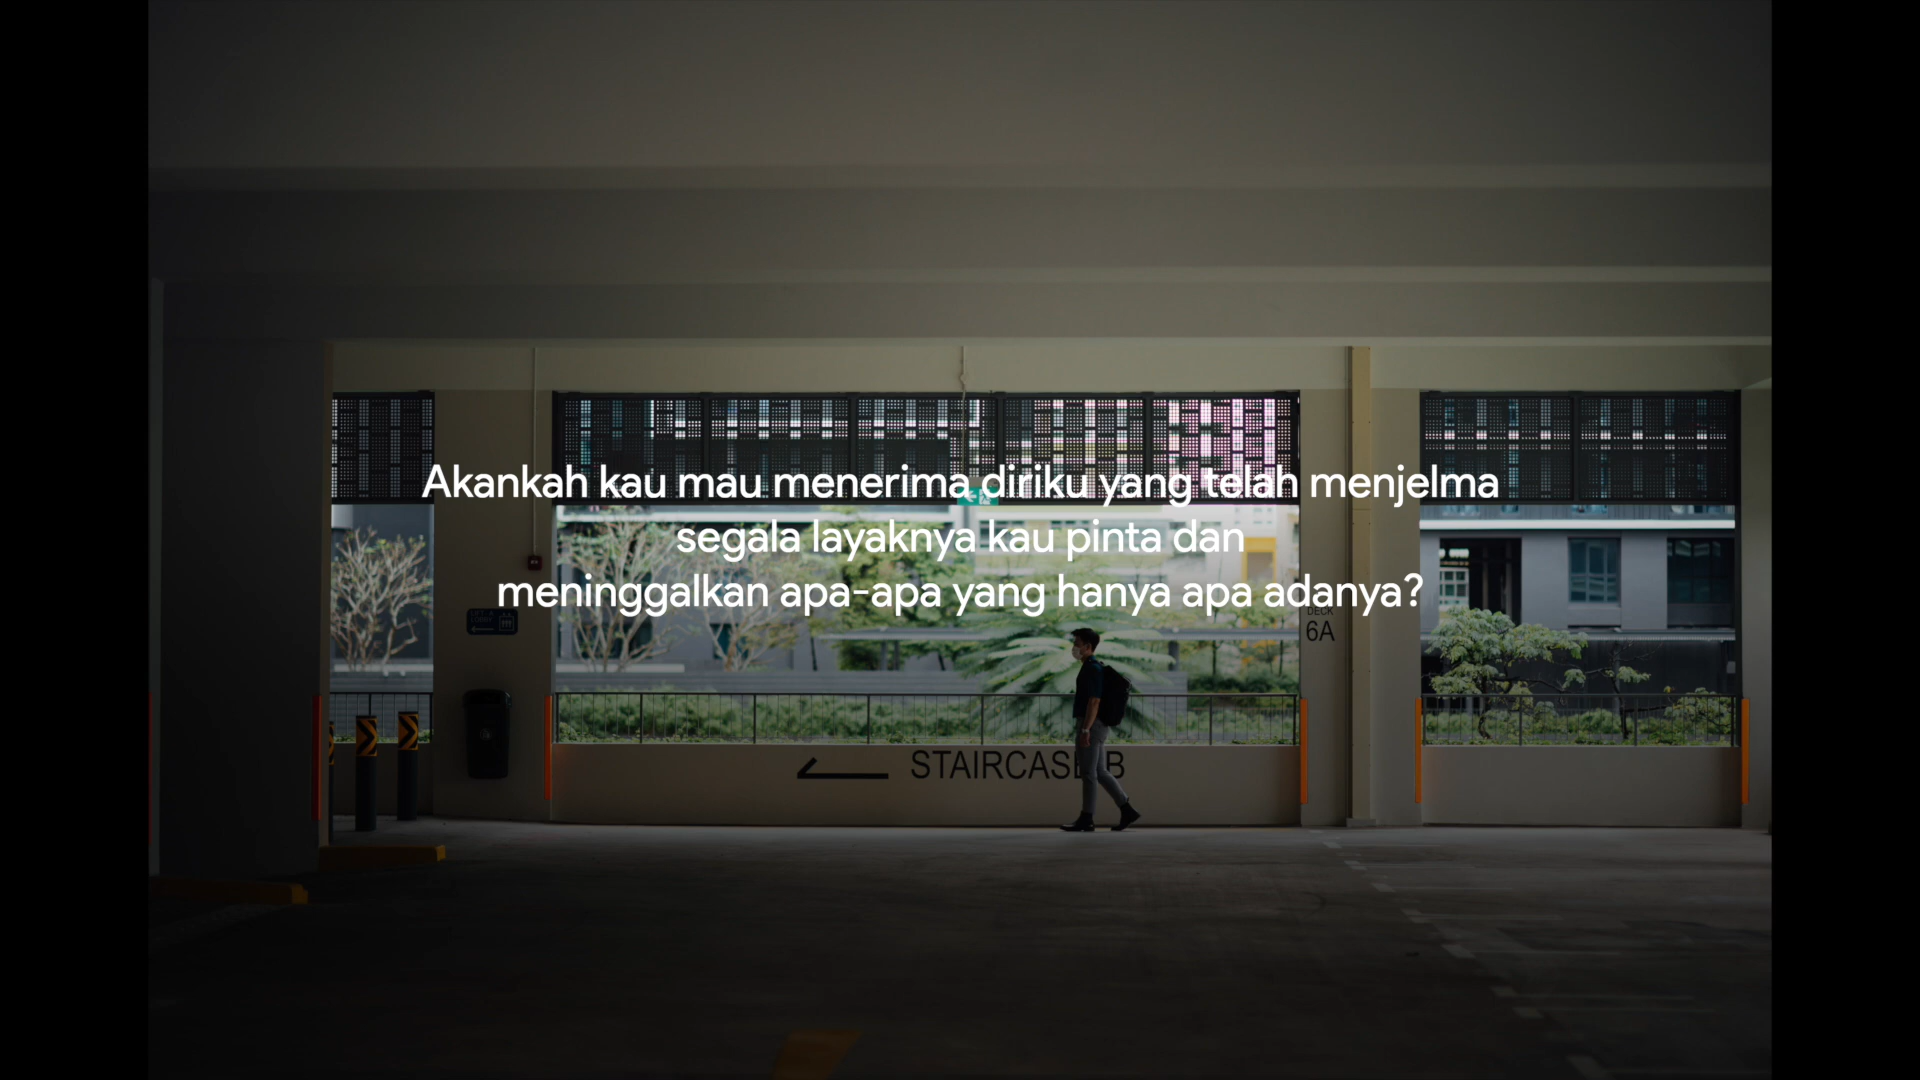 Akankah kau mau menerima diriku yang telah menjelma
segala layaknya kau pinta dan
meninggalkan apa-apa yang hanya apa adanya?
DECK
6A
STAIRCASE B